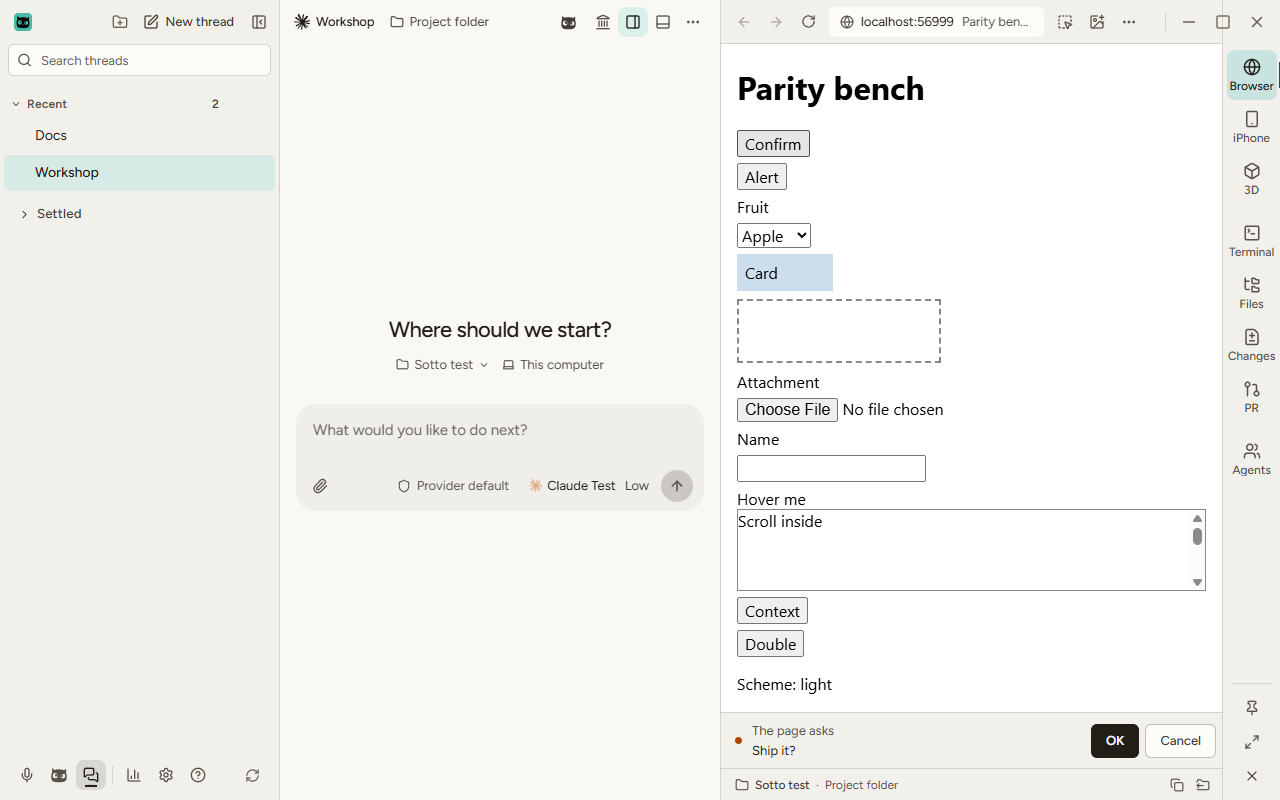 New thread
Search threads
Recent 2
Docs
Workshop
Settled
Workshop Project folder
Where should we start?
Sotto test This computer
What would you like to do next?
Provider default Claude Test Low
localhost:56999 Parity ben...
Parity bench
Confirm
Alert
Fruit
Apple
Card
Attachment
Choose File No file chosen
Name
Hover me
Scroll inside
Context
Double
Scheme: light
The page asks
Ship it?
OK Cancel
Sotto test · Project folder
Browser
iPhone
3D
Terminal
Files
Changes
PR
Agents